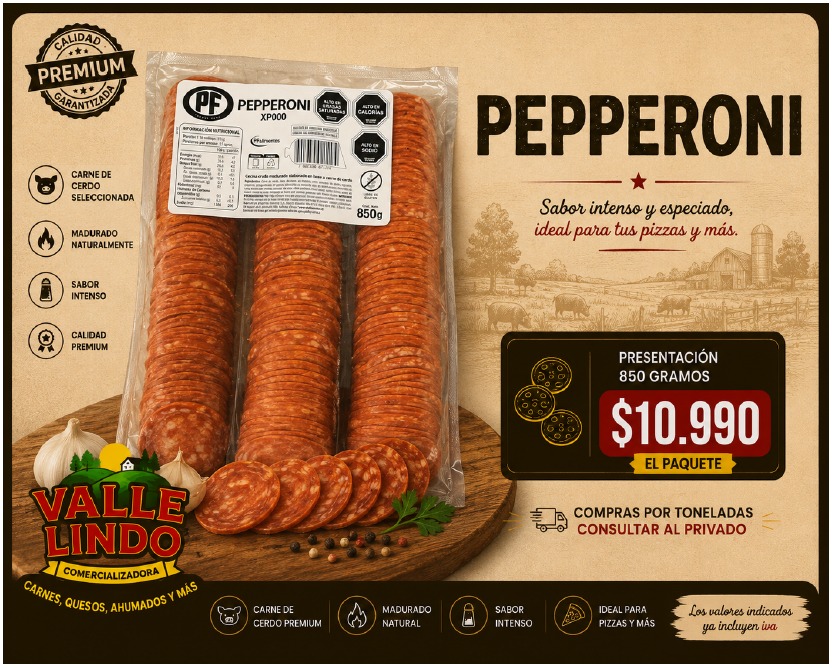 CALIDAD
PREMIUM
GARANTIZADA
PF
PEPPERONI
XP000
ALTO EN
GRASAS
SATURADAS
ALTO EN
CALORÍAS
ALTO EN
SODIO
INFORMACIÓN NUTRICIONAL
PFalimentos
850g
PEPPERONI
Sabor intenso y especiado,
ideal para tus pizzas y más.
CARNE DE
CERDO
SELECCIONADA
MADURADO
NATURALMENTE
SABOR
INTENSO
CALIDAD
PREMIUM
PRESENTACIÓN
850 GRAMOS
$10.990
EL PAQUETE
COMPRAS POR TONELADAS
CONSULTAR AL PRIVADO
VALLE
LINDO
COMERCIALIZADORA
CARNES, QUESOS, AHUMADOS Y MÁS
CARNE DE
CERDO PREMIUM
MADURADO
NATURAL
SABOR
INTENSO
IDEAL PARA
PIZZAS Y MÁS
Los valores indicados
ya incluyen iva